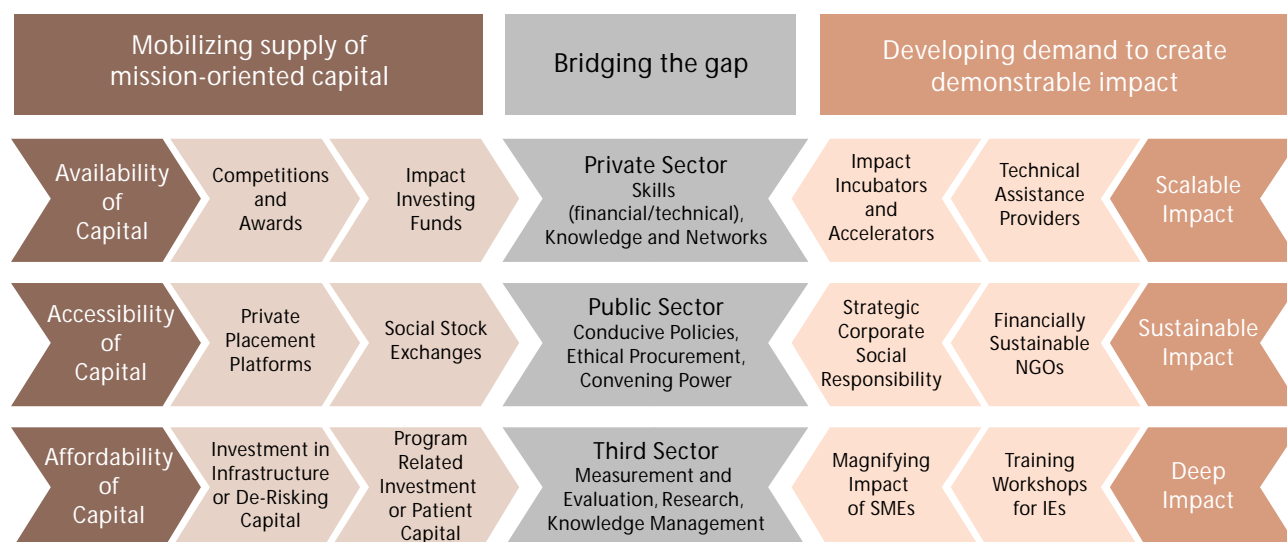 Mobilizing supply of
mission-oriented capital
Bridging the gap
Developing demand to create
demonstrable impact
Availability
of
Capital
Competitions
and
Awards
Impact
Investing
Funds
Private Sector
Skills
(financial/technical),
Knowledge and Networks
Impact
Incubators
and
Accelerators
Technical
Assistance
Providers
Scalable
Impact
Accessibility
of
Capital
Private
Placement
Platforms
Social Stock
Exchanges
Public Sector
Conducive Policies,
Ethical Procurement,
Convening Power
Strategic
Corporate
Social
Responsibility
Financially
Sustainable
NGOs
Sustainable
Impact
Affordability
of
Capital
Investment in
Infrastructure
or De-Risking
Capital
Program
Related
Investment
or Patient
Capital
Third Sector
Measurement and
Evaluation, Research,
Knowledge Management
Magnifying
Impact
of SMEs
Training
Workshops
for IEs
Deep
Impact